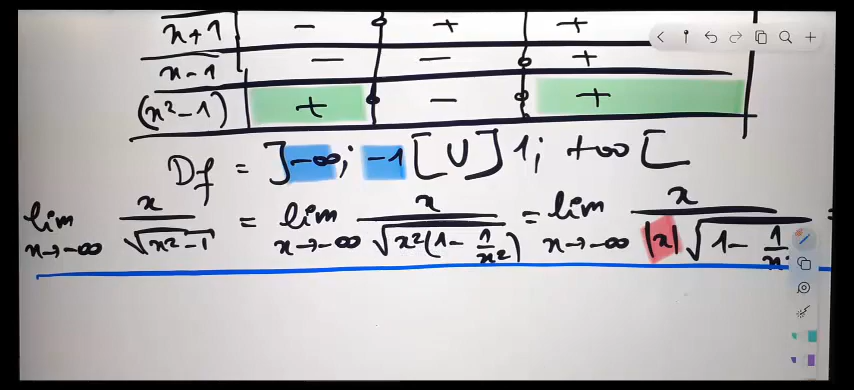 x+1 | − | + | +
x−1 | − | − | +
(x²−1) | + | − | +
Df = ]−∞; −1[ U ]1; +∞[
lim x→−∞ x/√(x²−1) = lim x→−∞ x/√(x²(1−1/x²)) = lim x→−∞ x/(|x|√(1−1/x²)) =